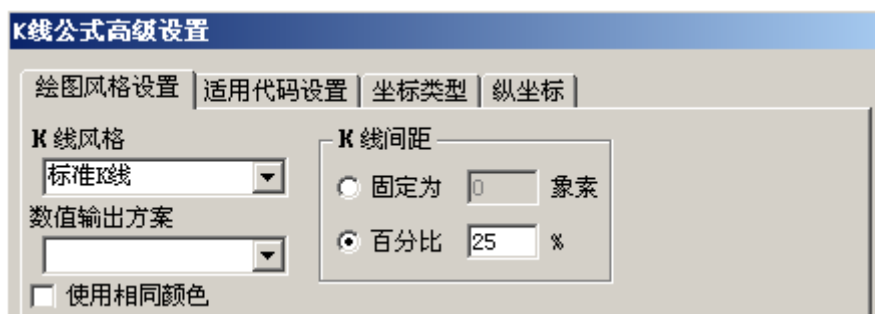 K线公式高级设置
绘图风格设置 适用代码设置 坐标类型 纵坐标
K 线风格
标准K线
数值输出方案
使用相同颜色
K 线间距
固定为 0 象素
百分比 25 %